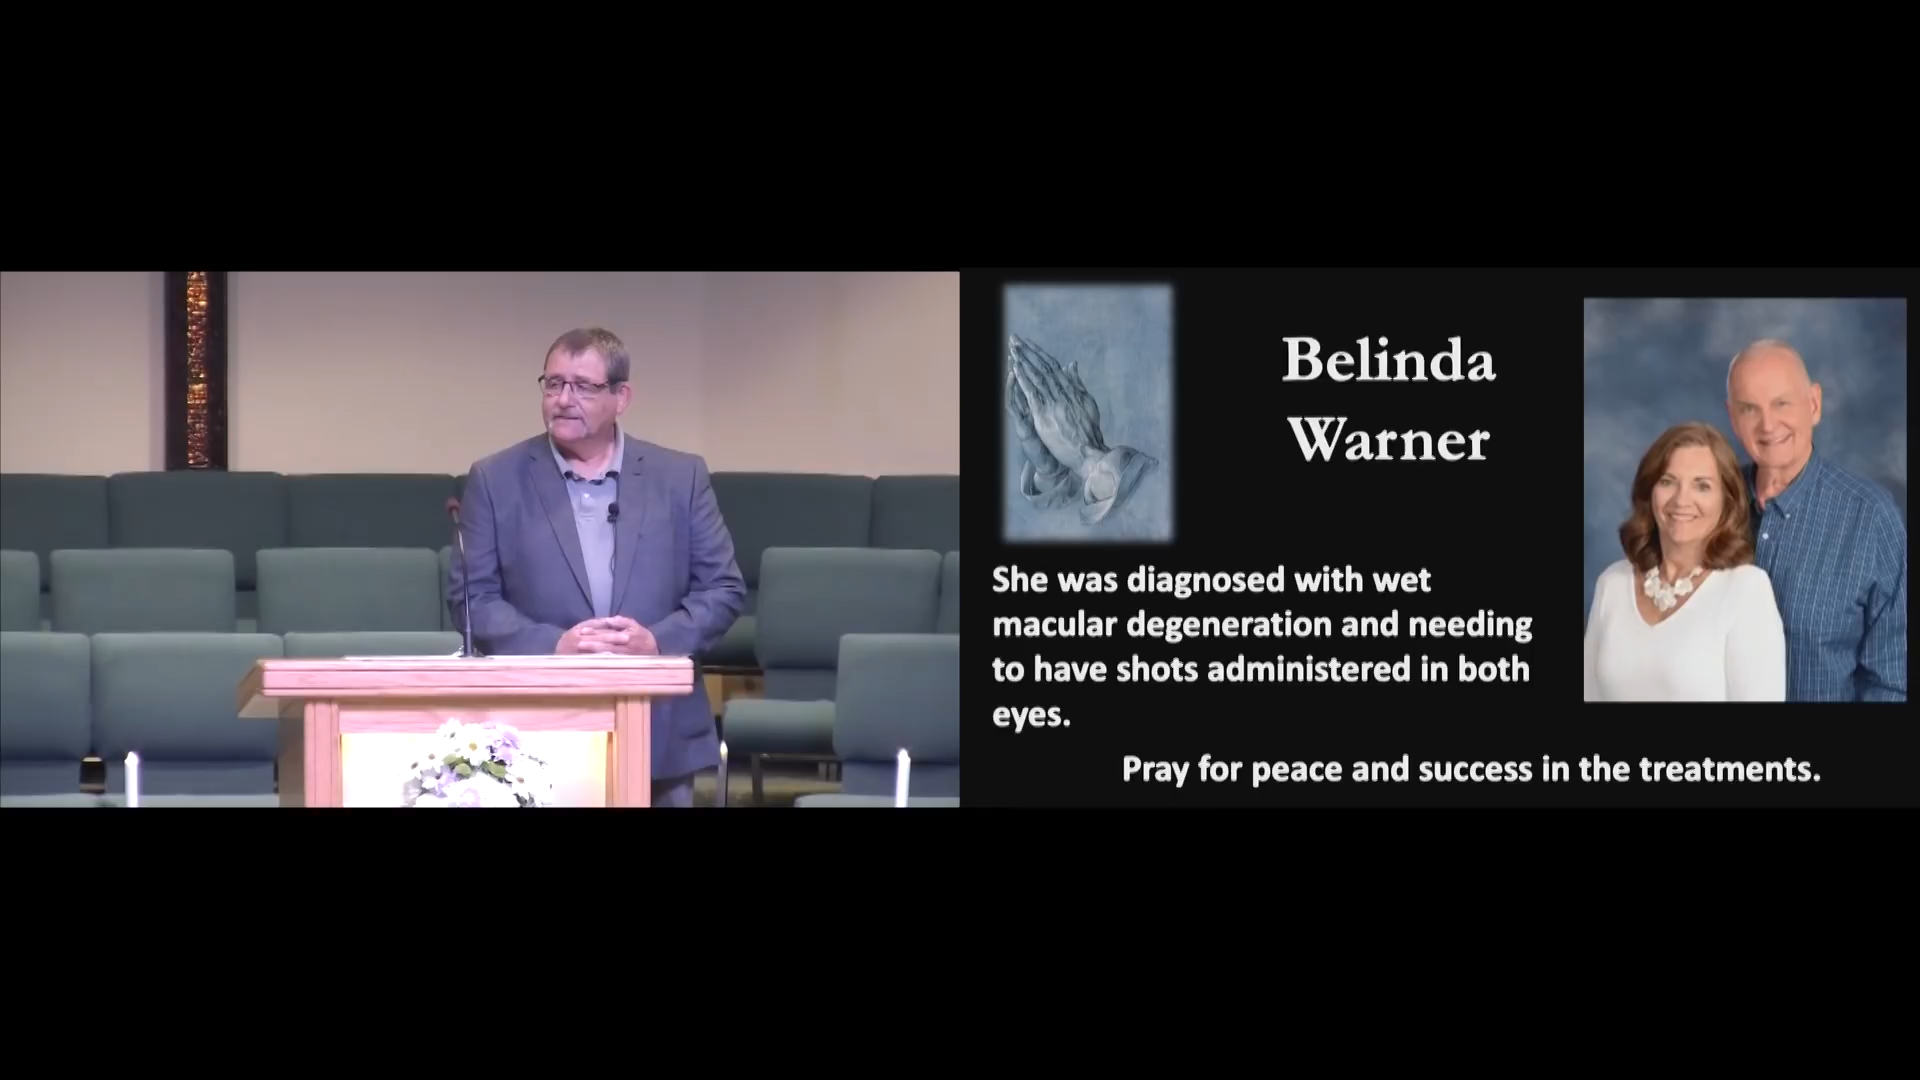 Belinda
Warner
She was diagnosed with wet
macular degeneration and needing
to have shots administered in both
eyes.
Pray for peace and success in the treatments.